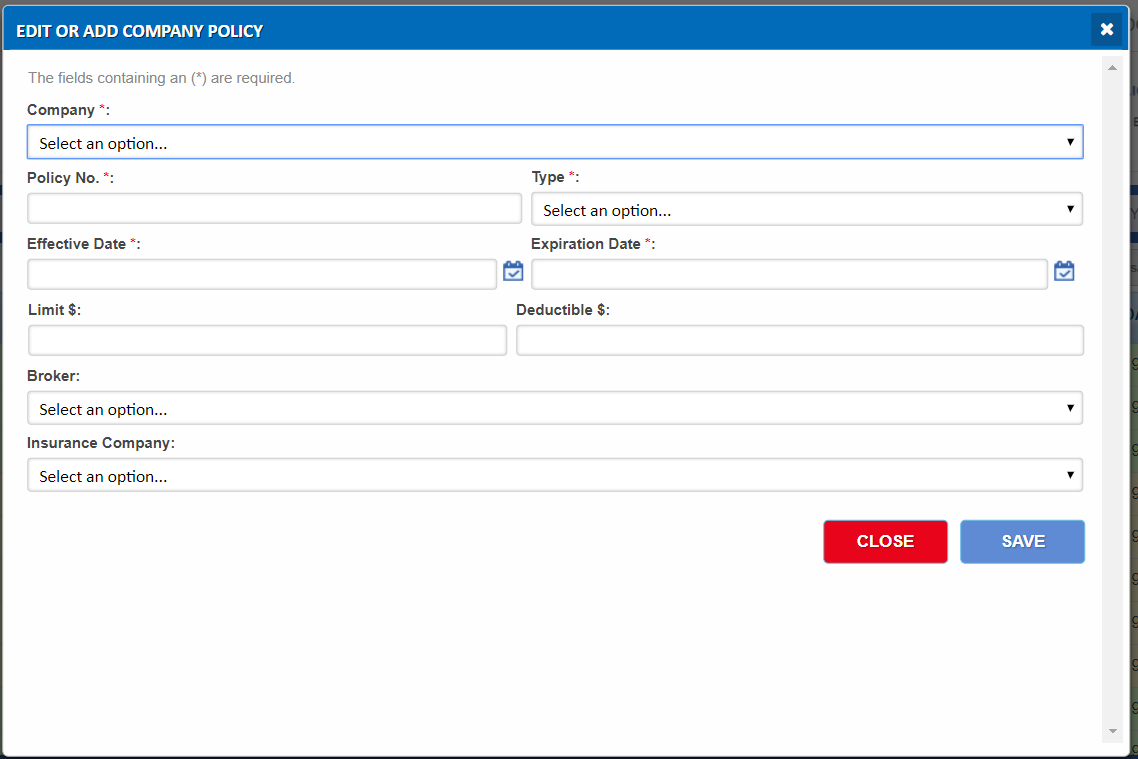 EDIT OR ADD COMPANY POLICY
The fields containing an (*) are required.
Company *:
Select an option...
Policy No. *: Type *:
Select an option...
Effective Date *: Expiration Date *:
Limit $: Deductible $:
Broker:
Select an option...
Insurance Company:
Select an option...
CLOSE SAVE